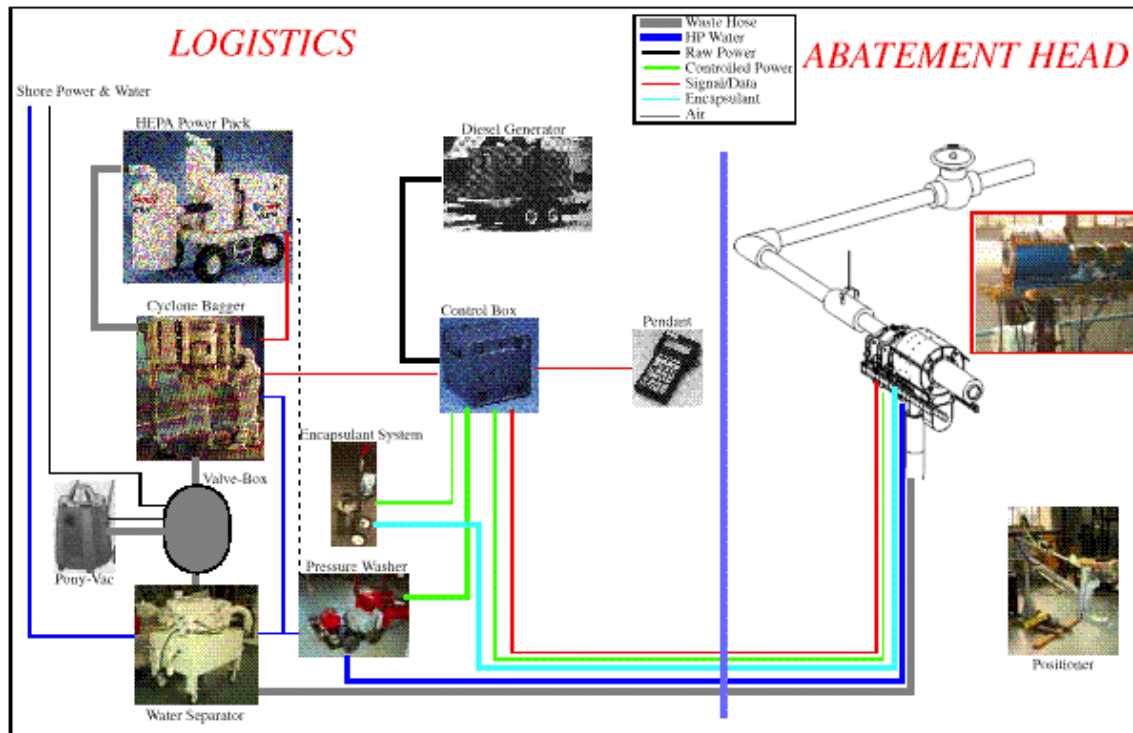 LOGISTICS
ABATEMENT HEAD
Waste Hose
HP Water
Raw Power
Controlled Power
Signal/Data
Encapsulant
Air
Shore Power & Water
HEPA Power Pack
Diesel Generator
Cyclone Bagger
Control Box
Pendant
Encapsulant System
Valve-Box
Pony-Vac
Pressure Washer
Water Separator
Positioner